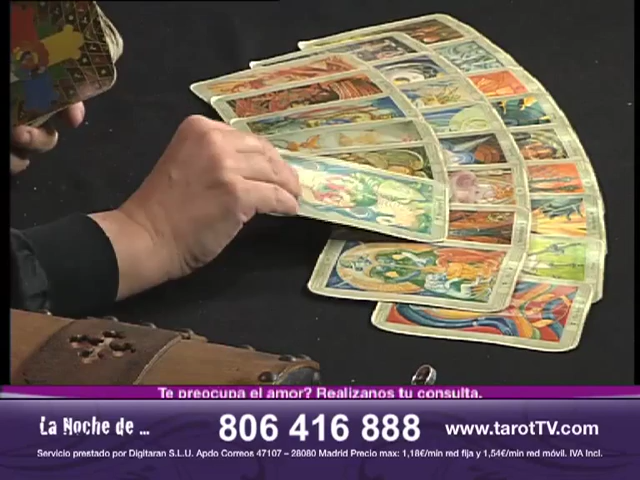 Te preocupa el amor? Realizanos tu consulta.
La Noche de ... 806 416 888 www.tarotTV.com
Servicio prestado por Digitaran S.L.U. Apdo Correos 47107 – 28080 Madrid Precio max: 1,18€/min red fija y 1,54€/min red móvil. IVA Incl.